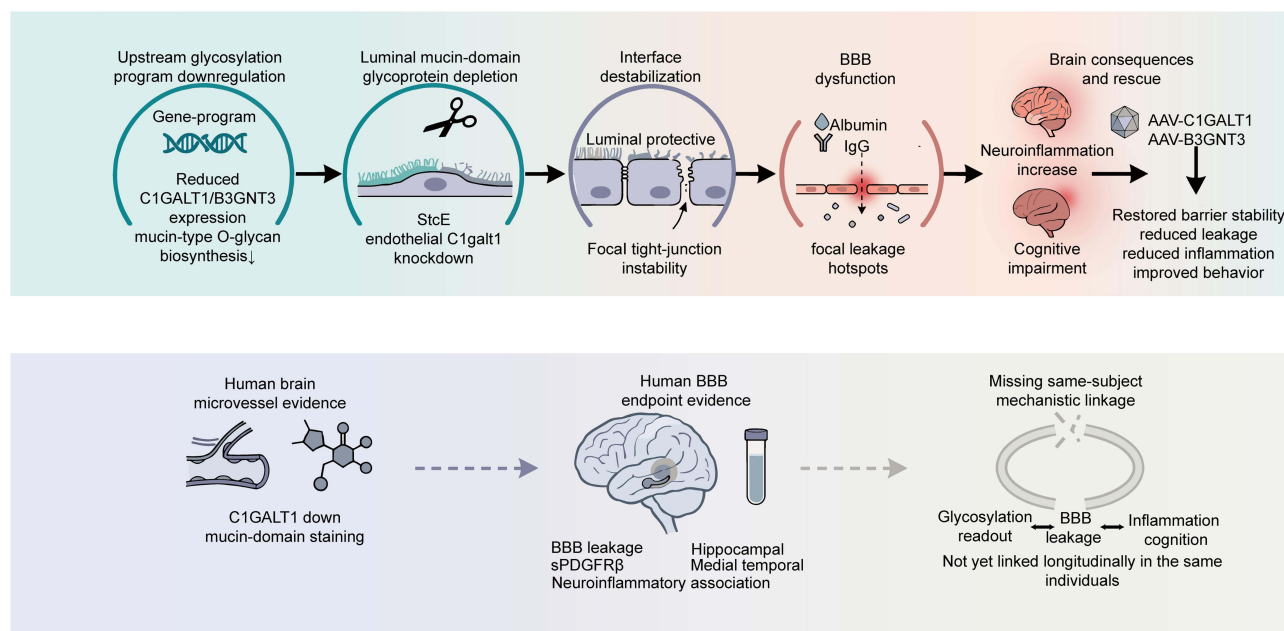 Upstream glycosylation
program downregulation
Gene-program
Reduced
C1GALT1/B3GNT3
expression
mucin-type O-glycan
biosynthesis↓
Luminal mucin-domain
glycoprotein depletion
StcE
endothelial C1galt1
knockdown
Interface
destabilization
Luminal protective
Focal tight-junction
instability
BBB
dysfunction
Albumin
IgG
focal leakage
hotspots
Brain consequences
and rescue
Neuroinflammation
increase
Cognitive
impairment
AAV-C1GALT1
AAV-B3GNT3
Restored barrier stability
reduced leakage
reduced inflammation
improved behavior
Human brain
microvessel evidence
C1GALT1 down
mucin-domain staining
Human BBB
endpoint evidence
BBB leakage
sPDGFRβ
Neuroinflammatory association
Hippocampal
Medial temporal
Missing same-subject
mechanistic linkage
Glycosylation
readout
BBB
leakage
Inflammation
cognition
Not yet linked longitudinally in the same
individuals